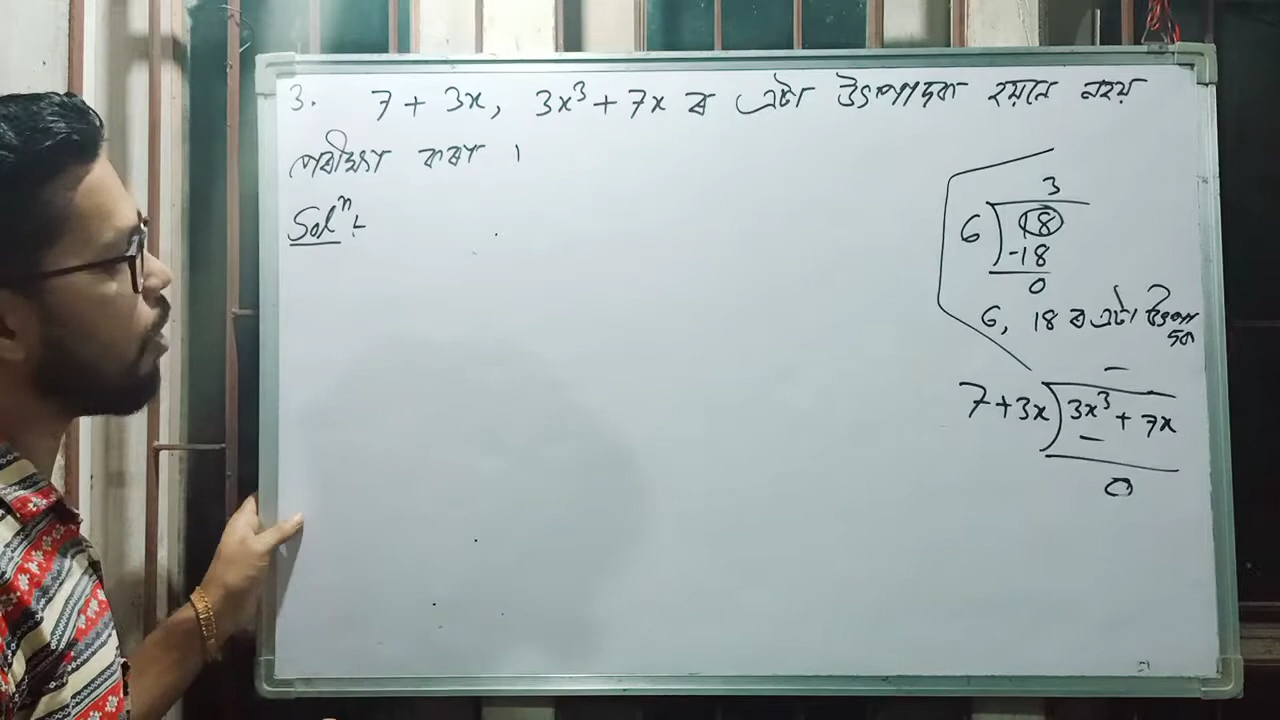 3. 7 + 3x, 3x³ + 7x ৰ এটা উৎপাদক হয়নে নহয়
পৰীক্ষা কৰা ।
Solⁿ:-
3
6) 18
-18
0
6, 18 ৰ এটা উৎপা
দক
7+3x) 3x³ + 7x
0